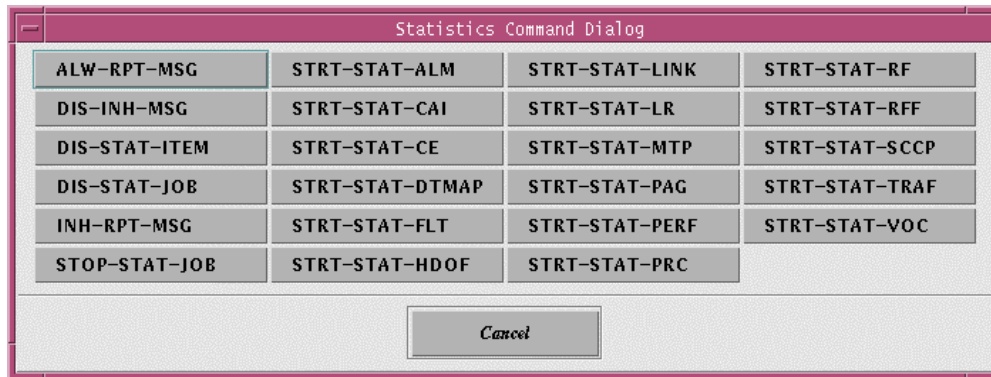 Statistics Command Dialog
ALW-RPT-MSG STRT-STAT-ALM STRT-STAT-LINK STRT-STAT-RF
DIS-INH-MSG STRT-STAT-CAI STRT-STAT-LR STRT-STAT-RFF
DIS-STAT-ITEM STRT-STAT-CE STRT-STAT-MTP STRT-STAT-SCCP
DIS-STAT-JOB STRT-STAT-DTMAP STRT-STAT-PAG STRT-STAT-TRAF
INH-RPT-MSG STRT-STAT-FLT STRT-STAT-PERF STRT-STAT-VOC
STOP-STAT-JOB STRT-STAT-HDOF STRT-STAT-PRC
Cancel